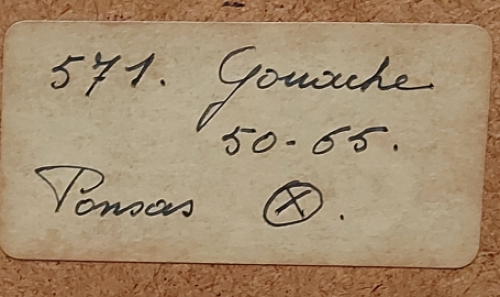 571. Gouache
50-65.
Ponsas ⓧ.